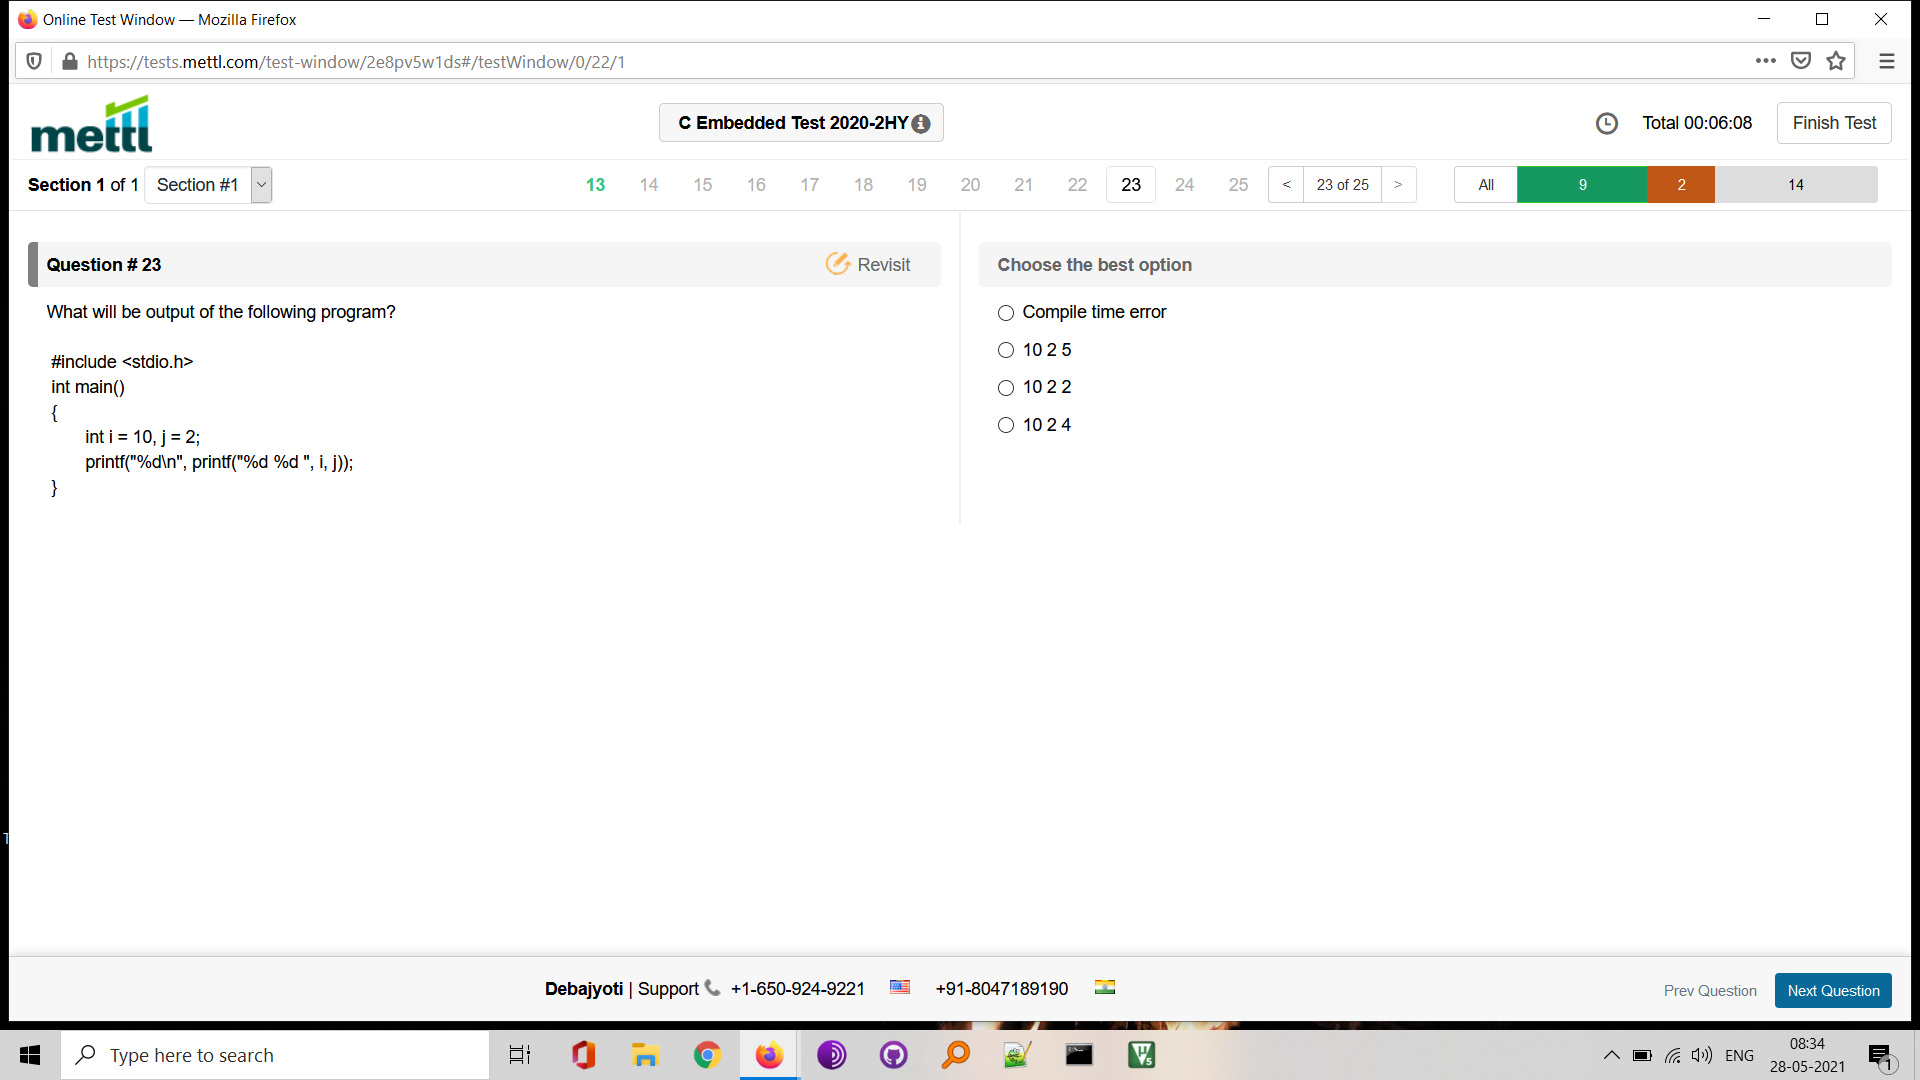 Online Test Window — Mozilla Firefox
https://tests.mettl.com/test-window/2e8pv5w1ds#/testWindow/0/22/1
mettl
C Embedded Test 2020-2HY
Total 00:06:08
Finish Test
Section 1 of 1 Section #1
13 14 15 16 17 18 19 20 21 22 23 24 25
< 23 of 25 >
All 9 2 14
Question # 23
Revisit
What will be output of the following program?
#include <stdio.h>
int main()
{
int i = 10, j = 2;
printf("%d\n", printf("%d %d ", i, j));
}
Choose the best option
Compile time error
10 2 5
10 2 2
10 2 4
Debajyoti | Support +1-650-924-9221 +91-8047189190
Prev Question
Next Question
Type here to search
ENG
08:34
28-05-2021
1